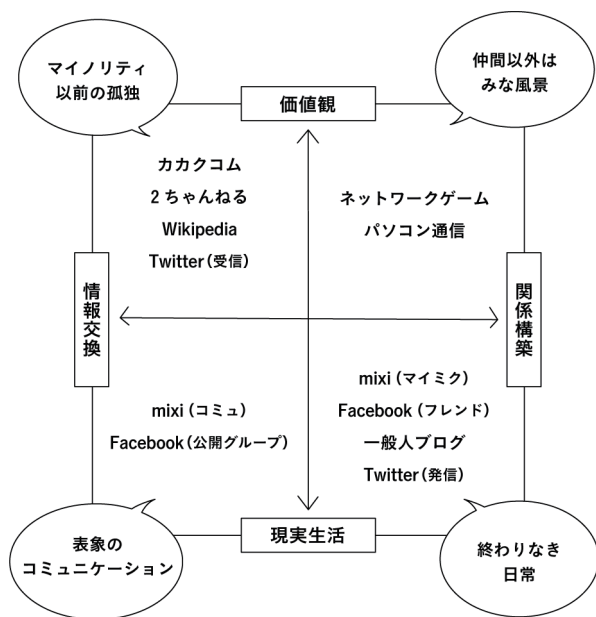 マイノリティ
以前の孤独
価値観
仲間以外は
みな風景
カカクコム
2ちゃんねる
Wikipedia
Twitter(受信)
ネットワークゲーム
パソコン通信
情報交換
関係構築
mixi(コミュ)
Facebook(公開グループ)
mixi(マイミク)
Facebook(フレンド)
一般人ブログ
Twitter(発信)
表象の
コミュニケーション
現実生活
終わりなき
日常